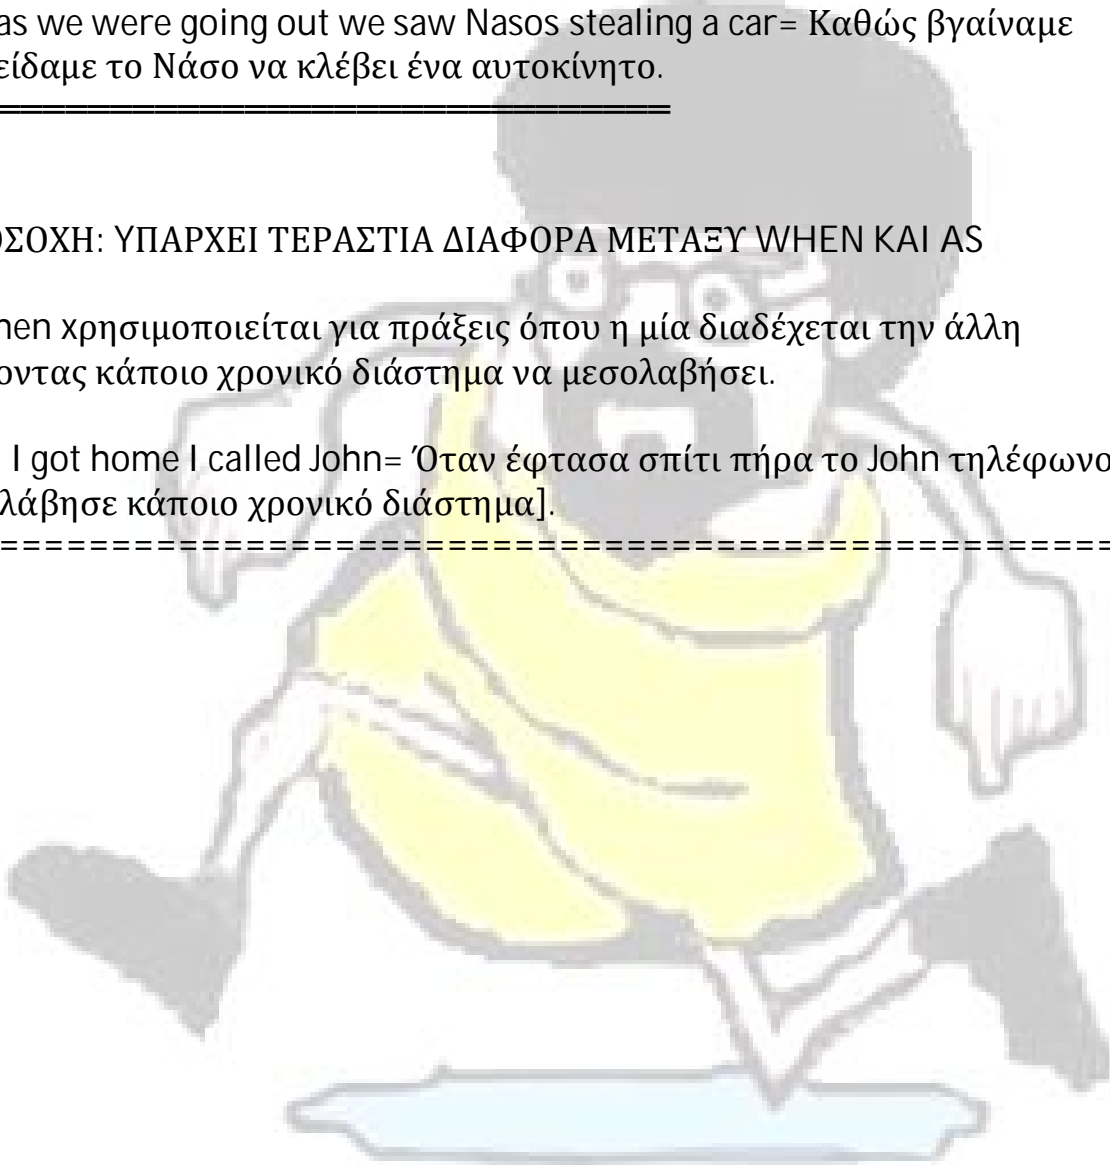 as we were going out we saw Nasos stealing a car= Καθώς βγαίναμε
είδαμε το Νάσο να κλέβει ένα αυτοκίνητο.
================================
ΟΣΟΧΗ: ΥΠΑΡΧΕΙ ΤΕΡΑΣΤΙΑ ΔΙΑΦΟΡΑ ΜΕΤΑΞΥ WHEN ΚΑΙ AS
hen χρησιμοποιείται για πράξεις όπου η μία διαδέχεται την άλλη
οντας κάποιο χρονικό διάστημα να μεσολαβήσει.
I got home I called John= Όταν έφτασα σπίτι πήρα το John τηλέφωνο
λάβησε κάποιο χρονικό διάστημα].
==================================================